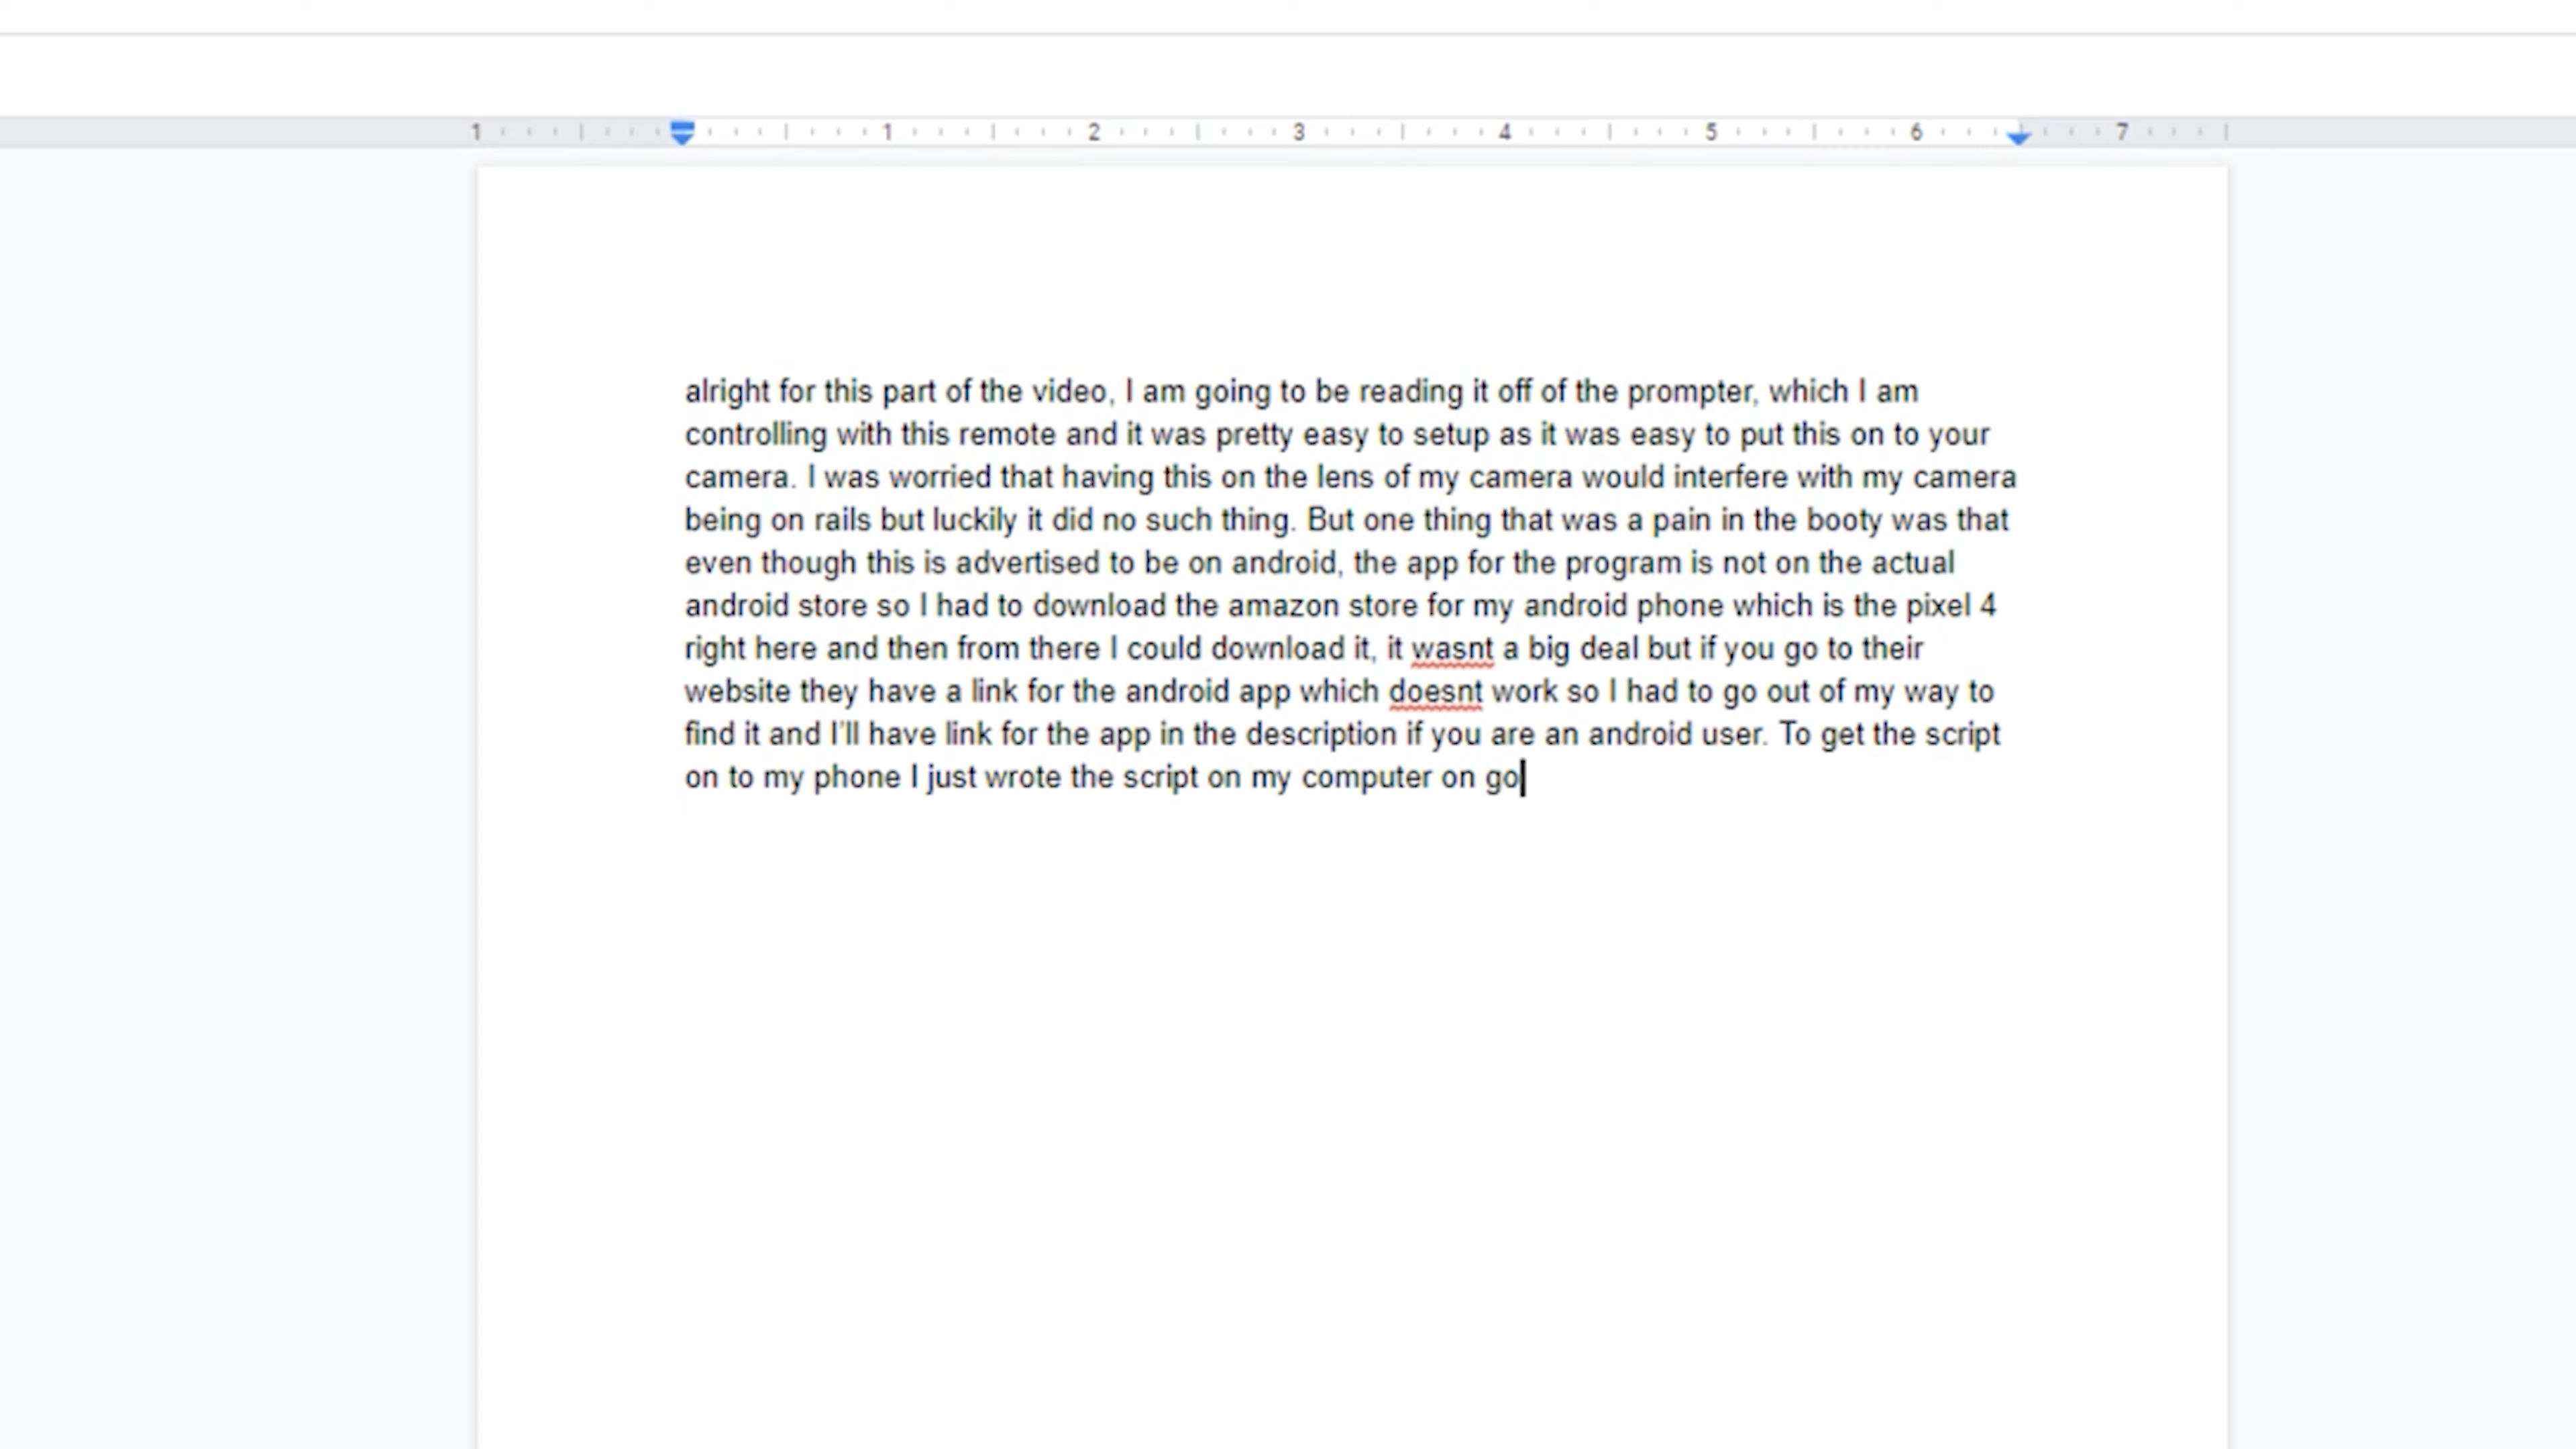 1 1 2 3 4 5 6 7
alright for this part of the video, I am going to be reading it off of the prompter, which I am
controlling with this remote and it was pretty easy to setup as it was easy to put this on to your
camera. I was worried that having this on the lens of my camera would interfere with my camera
being on rails but luckily it did no such thing. But one thing that was a pain in the booty was that
even though this is advertised to be on android, the app for the program is not on the actual
android store so I had to download the amazon store for my android phone which is the pixel 4
right here and then from there I could download it, it wasnt a big deal but if you go to their
website they have a link for the android app which doesnt work so I had to go out of my way to
find it and I'll have link for the app in the description if you are an android user. To get the script
on to my phone I just wrote the script on my computer on go